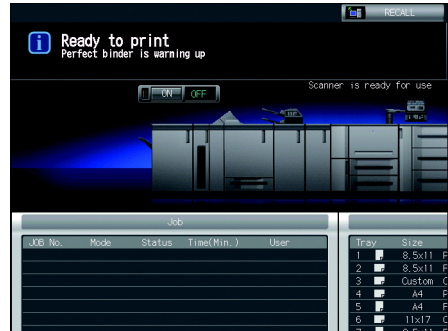 RECALL
Ready to print
Perfect binder is warning up
ON OFF
Scanner is ready for use
Job
JOB No. Mode Status Time(Min.) User
Tray Size
1 8.5x11 F
2 8.5x11 F
3 Custom C
4 A4 F
5 A4 F
6 11x17 C